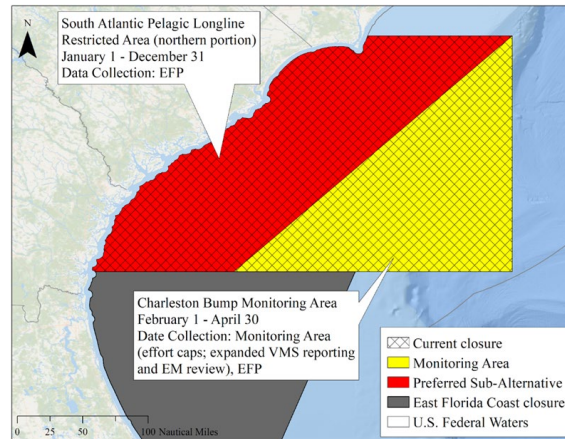 South Atlantic Pelagic Longline
Restricted Area (northern portion)
January 1 - December 31
Data Collection: EFP
N
Charleston Bump Monitoring Area
February 1 - April 30
Date Collection: Monitoring Area
(effort caps; expanded VMS reporting
and EM review), EFP
Current closure
Monitoring Area
Preferred Sub-Alternative
East Florida Coast closure
U.S. Federal Waters
0 25 50 100 Nautical Miles